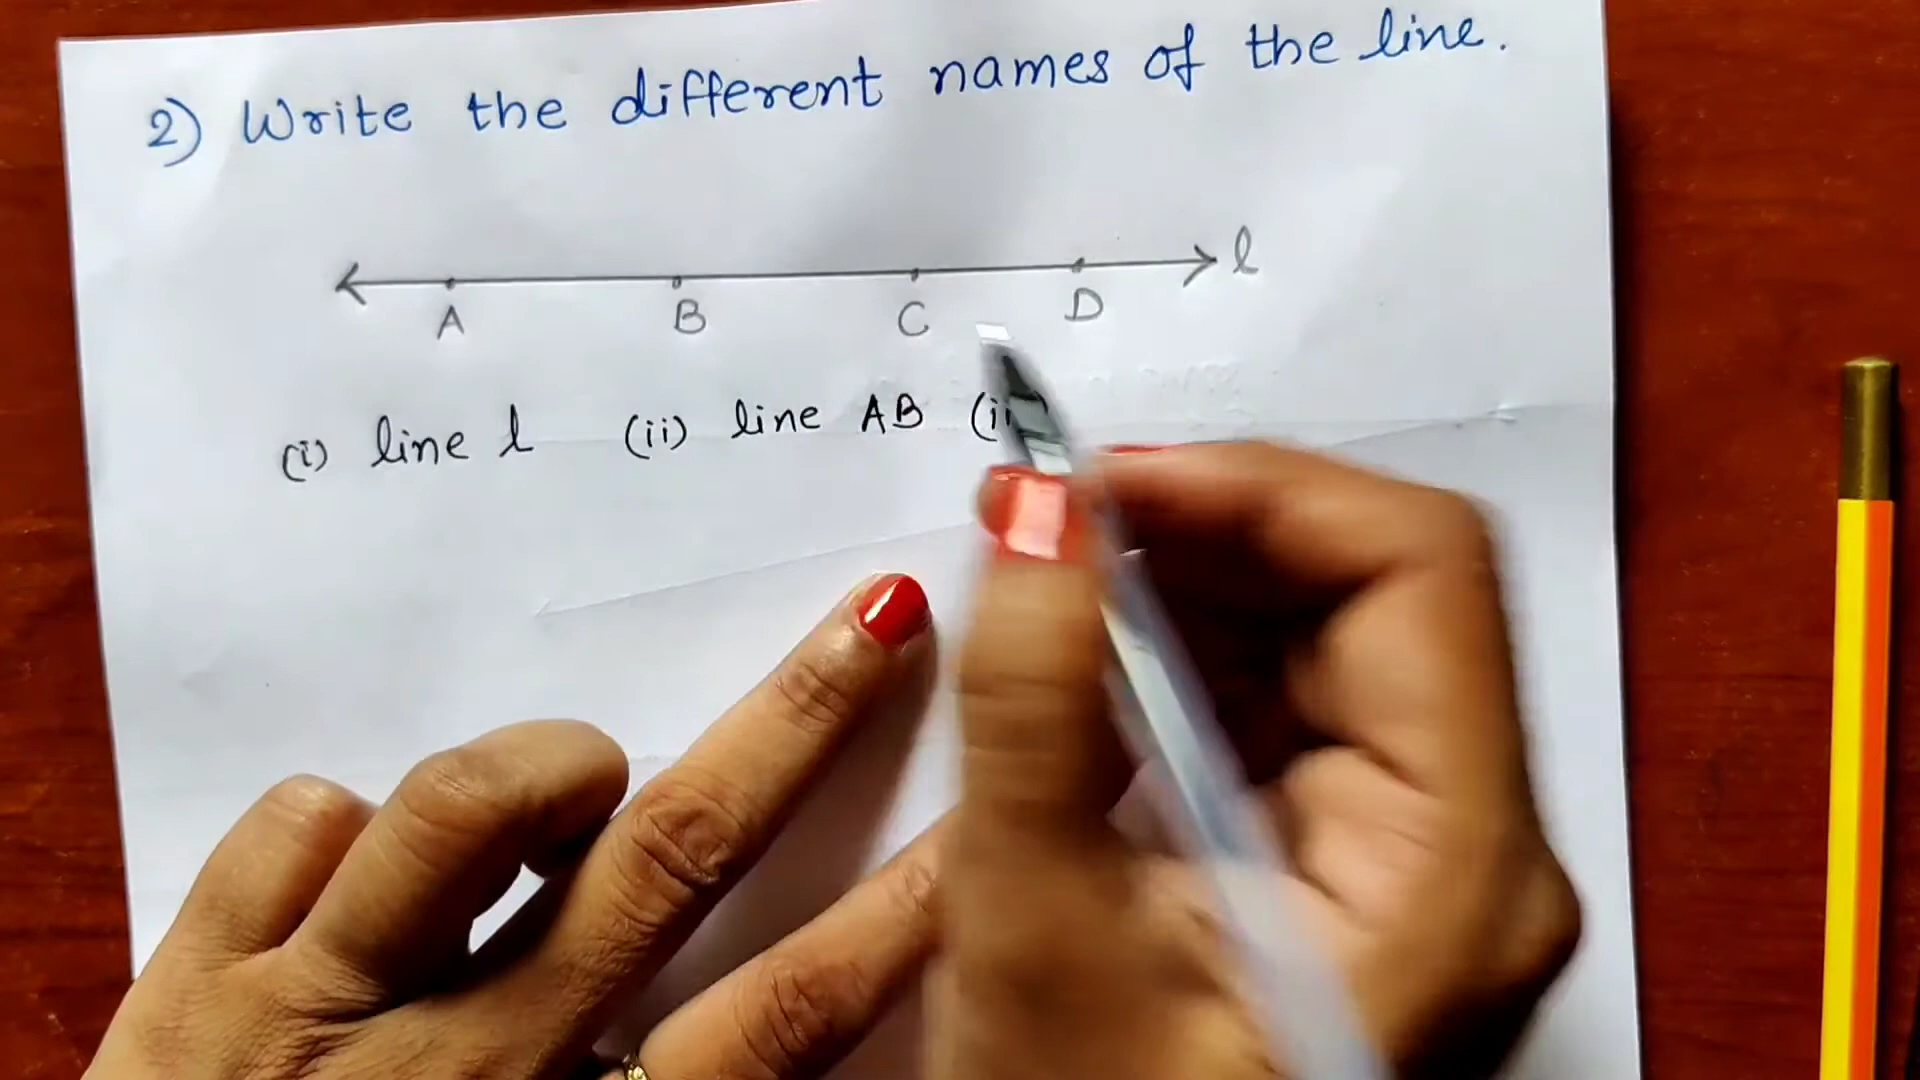 2) Write the different names of the line.
l
A B C D
(i) line l (ii) line AB